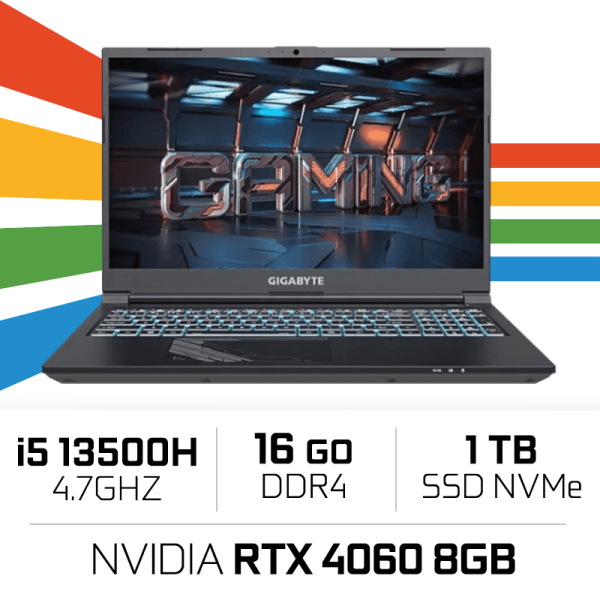 GAMING
GIGABYTE
i5 13500H
4.7GHZ
16 GO
DDR4
1 TB
SSD NVMe
NVIDIA RTX 4060 8GB